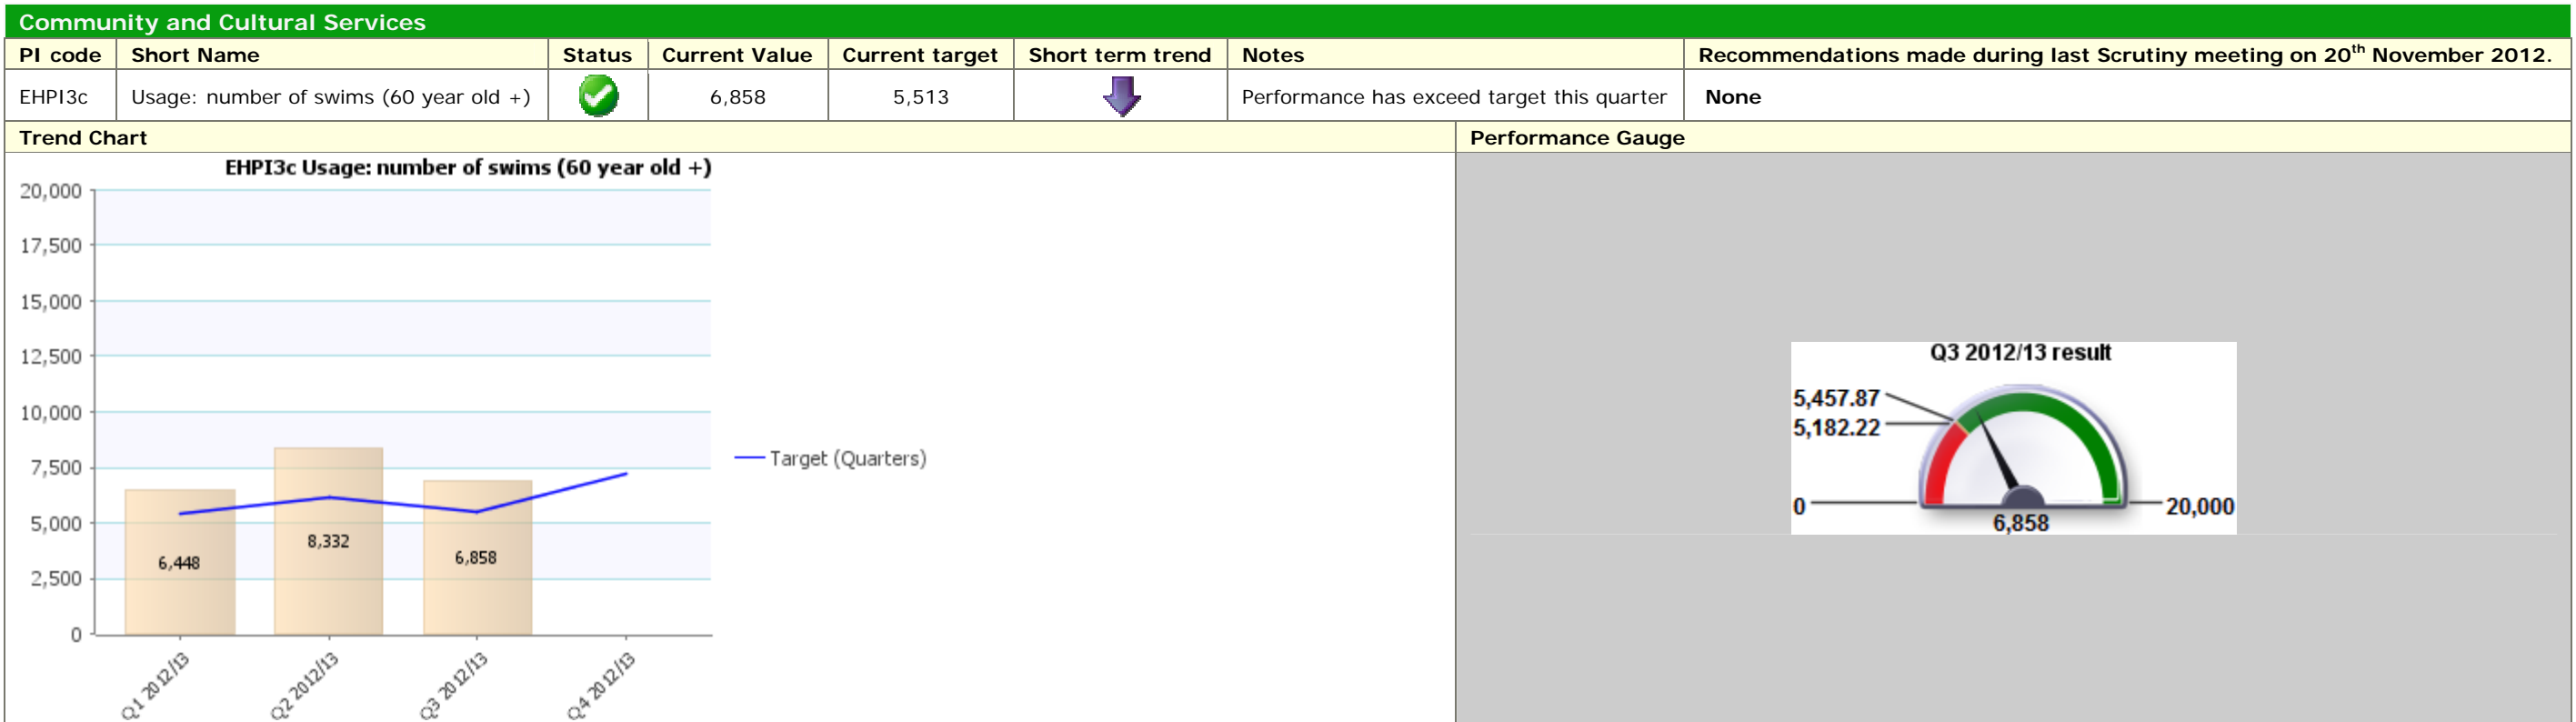 Community and Cultural Services
PI code Short Name Status Current Value Current target Short term trend Notes Recommendations made during last Scrutiny meeting on 20th November 2012.
EHPI3c Usage: number of swims (60 year old +) 6,858 5,513 Performance has exceed target this quarter None
Trend Chart Performance Gauge
EHPI3c Usage: number of swims (60 year old +)
20,000
17,500
15,000
12,500
10,000
7,500
5,000
2,500
0
6,448
8,332
6,858
Q1 2012/13
Q2 2012/13
Q3 2012/13
Q4 2012/13
Target (Quarters)
Q3 2012/13 result
5,457.87
5,182.22
0
20,000
6,858